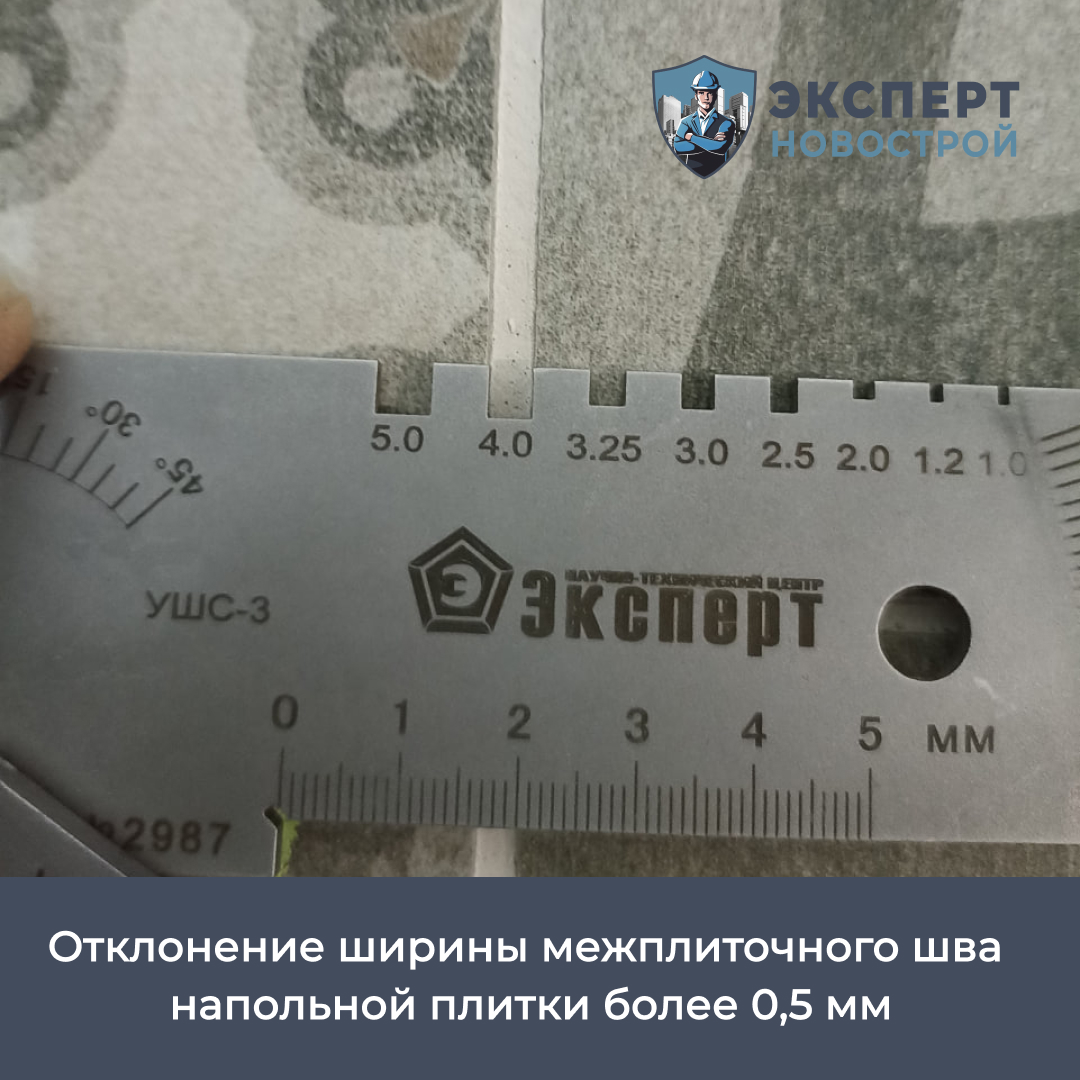 ЭКСПЕРТ
НОВОСТРОЙ
15
30°
45°
5.0 4.0 3.25 3.0 2.5 2.0 1.2 1.0
НАУЧНО-ТЕХНИЧЕСКИЙ ЦЕНТР
Эксперт
УШС-3
0 1 2 3 4 5 мм
2987
Отклонение ширины межплиточного шва
напольной плитки более 0,5 мм